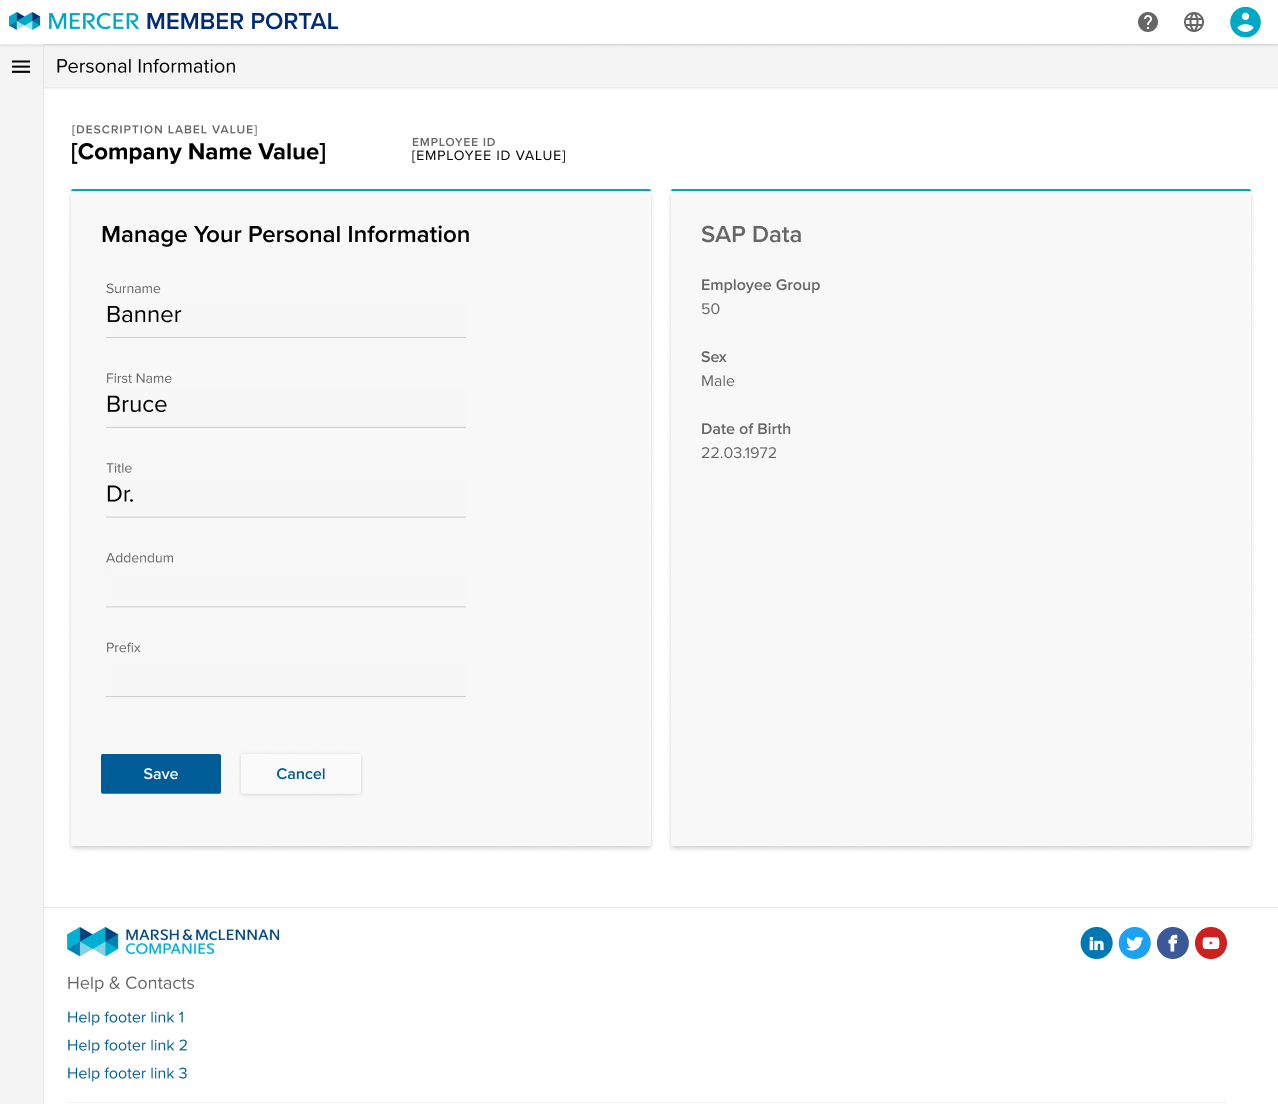 MERCER MEMBER PORTAL
Personal Information
[DESCRIPTION LABEL VALUE]
[Company Name Value]
EMPLOYEE ID
[EMPLOYEE ID VALUE]
Manage Your Personal Information
Surname
Banner
First Name
Bruce
Title
Dr.
Addendum
Prefix
Save
Cancel
SAP Data
Employee Group
50
Sex
Male
Date of Birth
22.03.1972
MARSH & McLENNAN
COMPANIES
in
f
Help & Contacts
Help footer link 1
Help footer link 2
Help footer link 3